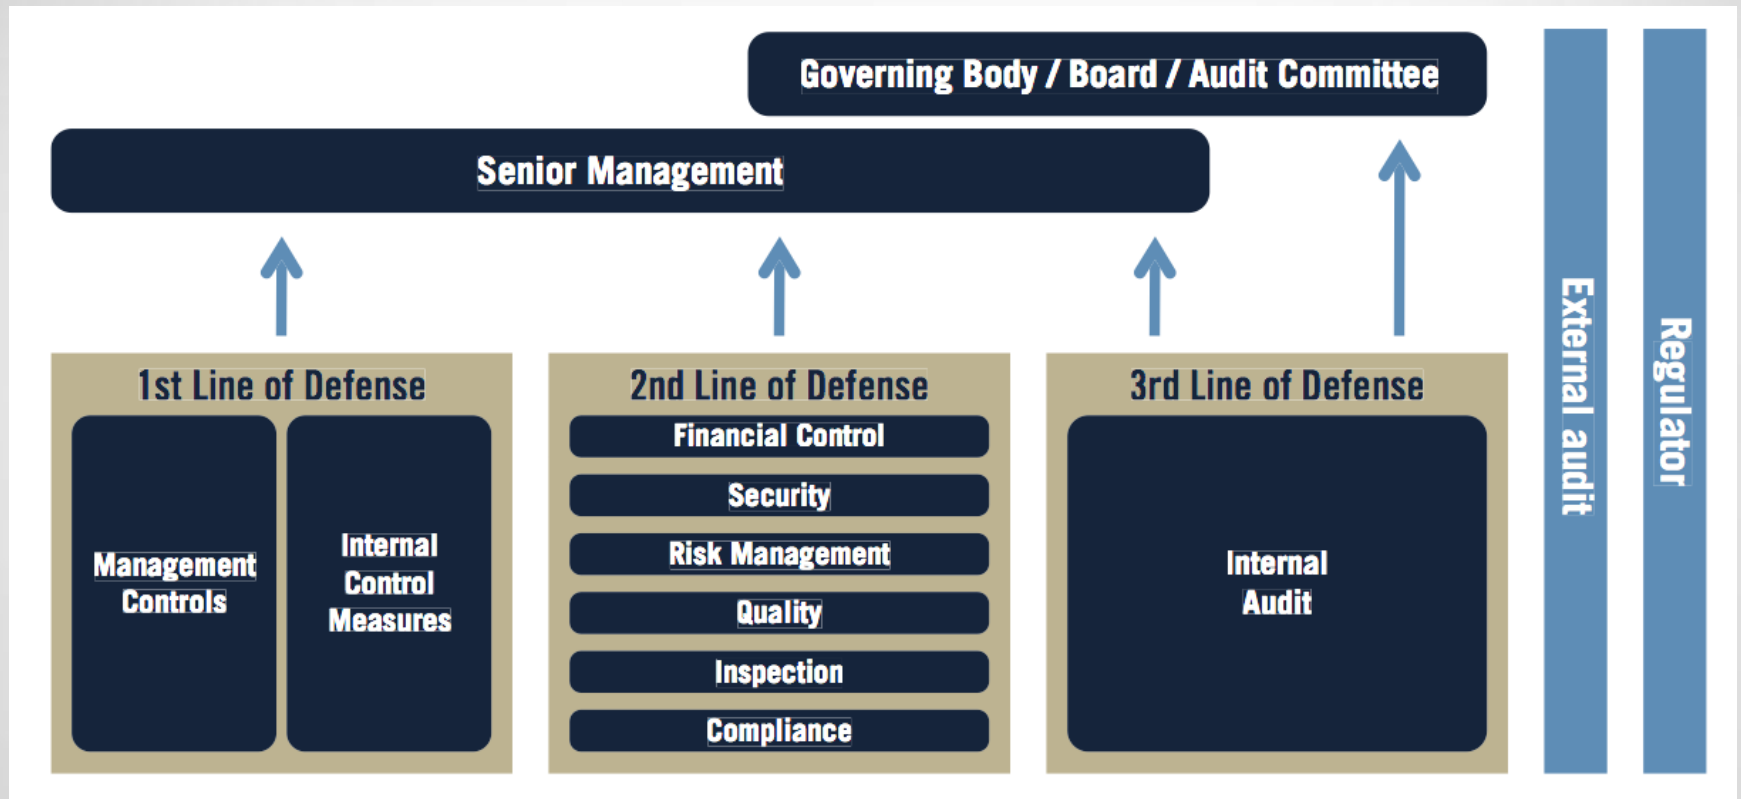 Governing Body / Board / Audit Committee
Senior Management
1st Line of Defense
Management
Controls
Internal
Control
Measures
2nd Line of Defense
Financial Control
Security
Risk Management
Quality
Inspection
Compliance
3rd Line of Defense
Internal
Audit
External audit
Regulator